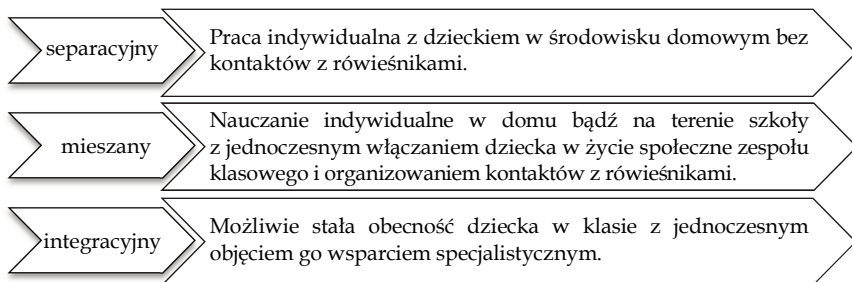 separacyjny
Praca indywidualna z dzieckiem w środowisku domowym bez
kontaktów z rówieśnikami.
mieszany
Nauczanie indywidualne w domu bądź na terenie szkoły
z jednoczesnym włączaniem dziecka w życie społeczne zespołu
klasowego i organizowaniem kontaktów z rówieśnikami.
integracyjny
Możliwie stała obecność dziecka w klasie z jednoczesnym
objęciem go wsparciem specjalistycznym.